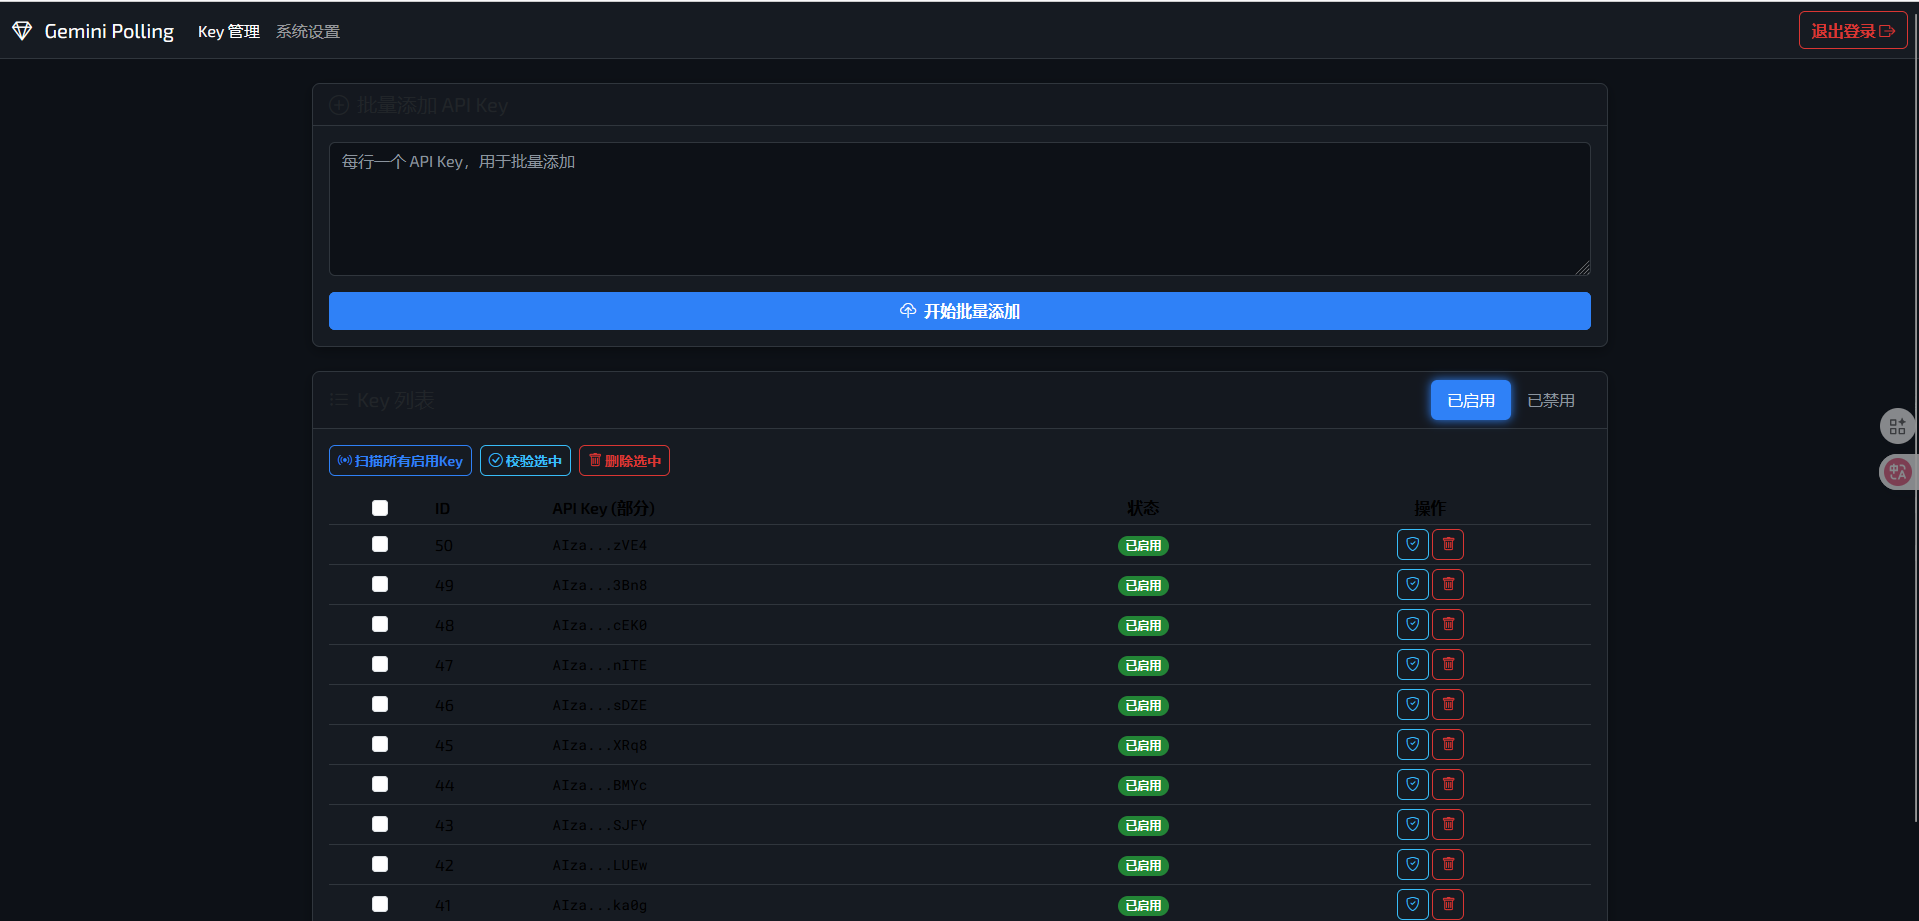 Gemini Polling Key 管理 系统设置 退出登录
批量添加 API Key
每行一个 API Key，用于批量添加
开始批量添加
Key 列表 已启用 已禁用
扫描所有启用Key 校验选中 删除选中
ID API Key (部分) 状态 操作
50 AIza...zVE4 已启用
49 AIza...3Bn8 已启用
48 AIza...cEK0 已启用
47 AIza...nITE 已启用
46 AIza...sDZE 已启用
45 AIza...XRq8 已启用
44 AIza...BMYc 已启用
43 AIza...SJFY 已启用
42 AIza...LUEw 已启用
41 AIza...ka0g 已启用